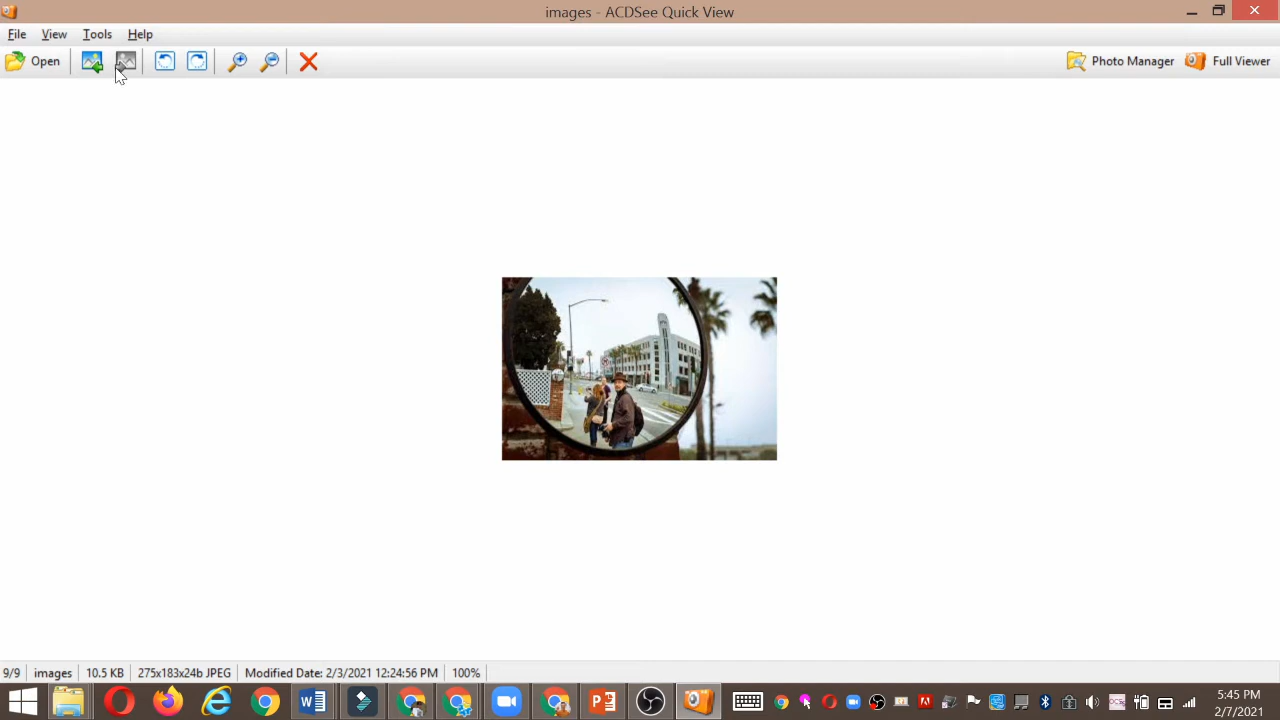 images - ACDSee Quick View
File View Tools Help
Open
Photo Manager Full Viewer
9/9 images 10.5 KB 275x183x24b JPEG Modified Date: 2/3/2021 12:24:56 PM 100%
5:45 PM
2/7/2021